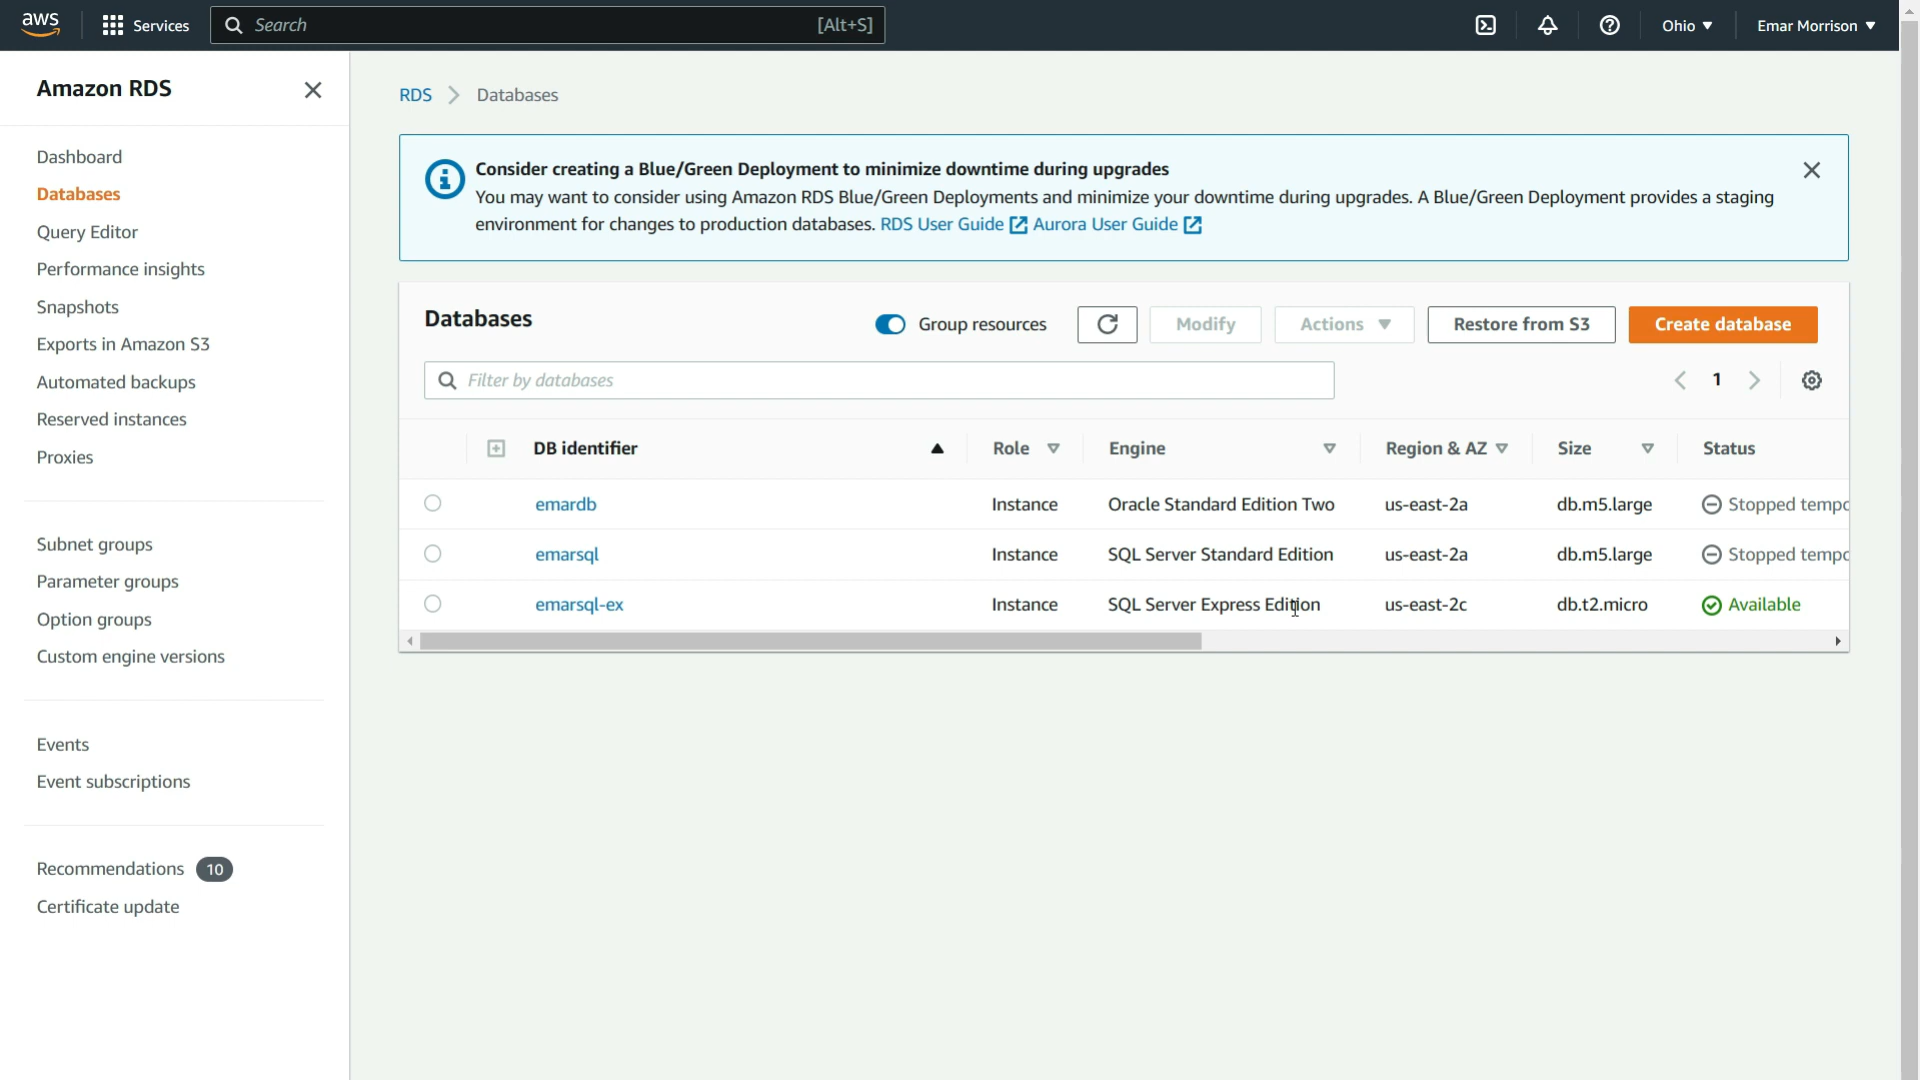 aws
Services
Search
[Alt+S]
Ohio
Emar Morrison
Amazon RDS
Dashboard
Databases
Query Editor
Performance insights
Snapshots
Exports in Amazon S3
Automated backups
Reserved instances
Proxies
Subnet groups
Parameter groups
Option groups
Custom engine versions
Events
Event subscriptions
Recommendations 10
Certificate update
RDS > Databases
Consider creating a Blue/Green Deployment to minimize downtime during upgrades
You may want to consider using Amazon RDS Blue/Green Deployments and minimize your downtime during upgrades. A Blue/Green Deployment provides a staging
environment for changes to production databases. RDS User Guide Aurora User Guide
Databases
Group resources
Modify
Actions
Restore from S3
Create database
Filter by databases
1
DB identifier Role Engine Region & AZ Size Status
emardb Instance Oracle Standard Edition Two us-east-2a db.m5.large Stopped tempo
emarsql Instance SQL Server Standard Edition us-east-2a db.m5.large Stopped tempo
emarsql-ex Instance SQL Server Express Edition us-east-2c db.t2.micro Available